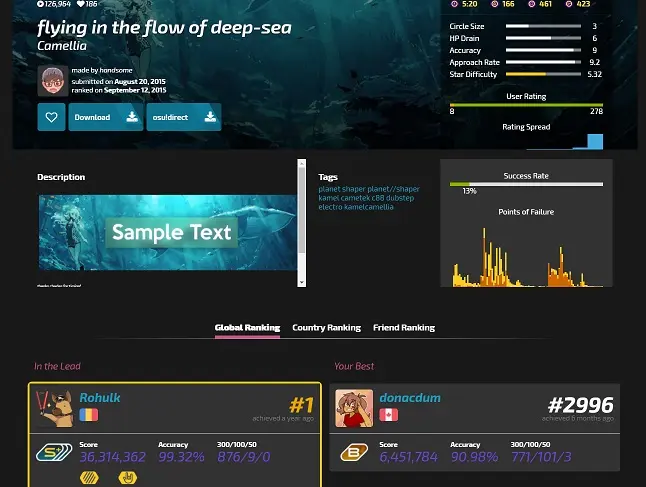 126,964 186
5:20 166 461 423
flying in the flow of deep-sea
Camellia
made by handsome
submitted on August 20, 2015
ranked on September 12, 2015
Download
osu!direct
Circle Size 3
HP Drain 6
Accuracy 9
Approach Rate 9.2
Star Difficulty 5.32
User Rating
8 278
Rating Spread
Description
Sample Text
Tags
planet shaper planet//shaper
kamel cametek c88 dubstep
electro kamelcamellia
Success Rate
13%
Points of Failure
Global Ranking Country Ranking Friend Ranking
In the Lead
Rohulk
#1
achieved a year ago
Score Accuracy 300/100/50
S+ 36,314,362 99.32% 876/9/0
Your Best
donacdum
#2996
achieved 6 months ago
Score Accuracy 300/100/50
B 6,451,784 90.98% 771/101/3